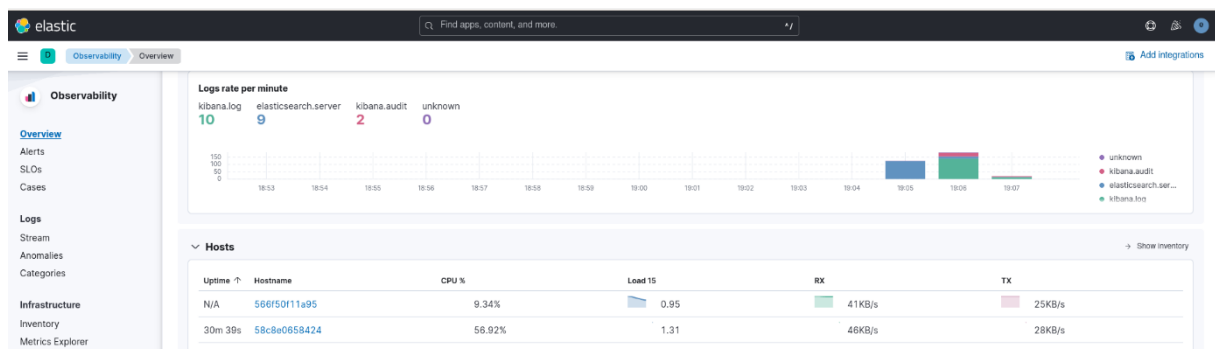 elastic
Find apps, content, and more.
^/
D
Observability
Overview
Add integrations
Observability
Overview
Alerts
SLOs
Cases
Logs
Stream
Anomalies
Categories
Infrastructure
Inventory
Metrics Explorer
Logs rate per minute
kibana.log elasticsearch.server kibana.audit unknown
10 9 2 0
150
100
50
0
18:53 18:54 18:55 18:56 18:57 18:58 18:59 19:00 19:01 19:02 19:03 19:04 19:05 19:06 19:07
unknown
kibana.audit
elasticsearch.ser...
kibana.log
Hosts
Show inventory
Uptime ↑ Hostname CPU % Load 15 RX TX
N/A 566f50f11a95 9.34% 0.95 41KB/s 25KB/s
30m 39s 58c8e0658424 56.92% 1.31 46KB/s 28KB/s